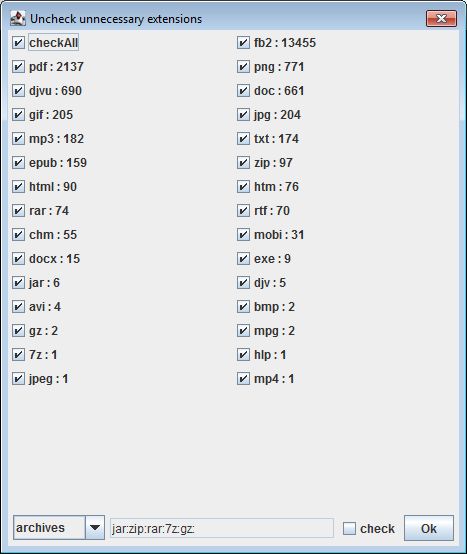 Uncheck unnecessary extensions
checkAll fb2 : 13455
pdf : 2137 png : 771
djvu : 690 doc : 661
gif : 205 jpg : 204
mp3 : 182 txt : 174
epub : 159 zip : 97
html : 90 htm : 76
rar : 74 rtf : 70
chm : 55 mobi : 31
docx : 15 exe : 9
jar : 6 djv : 5
avi : 4 bmp : 2
gz : 2 mpg : 2
7z : 1 hlp : 1
jpeg : 1 mp4 : 1
archives jar:zip:rar:7z:gz: check Ok